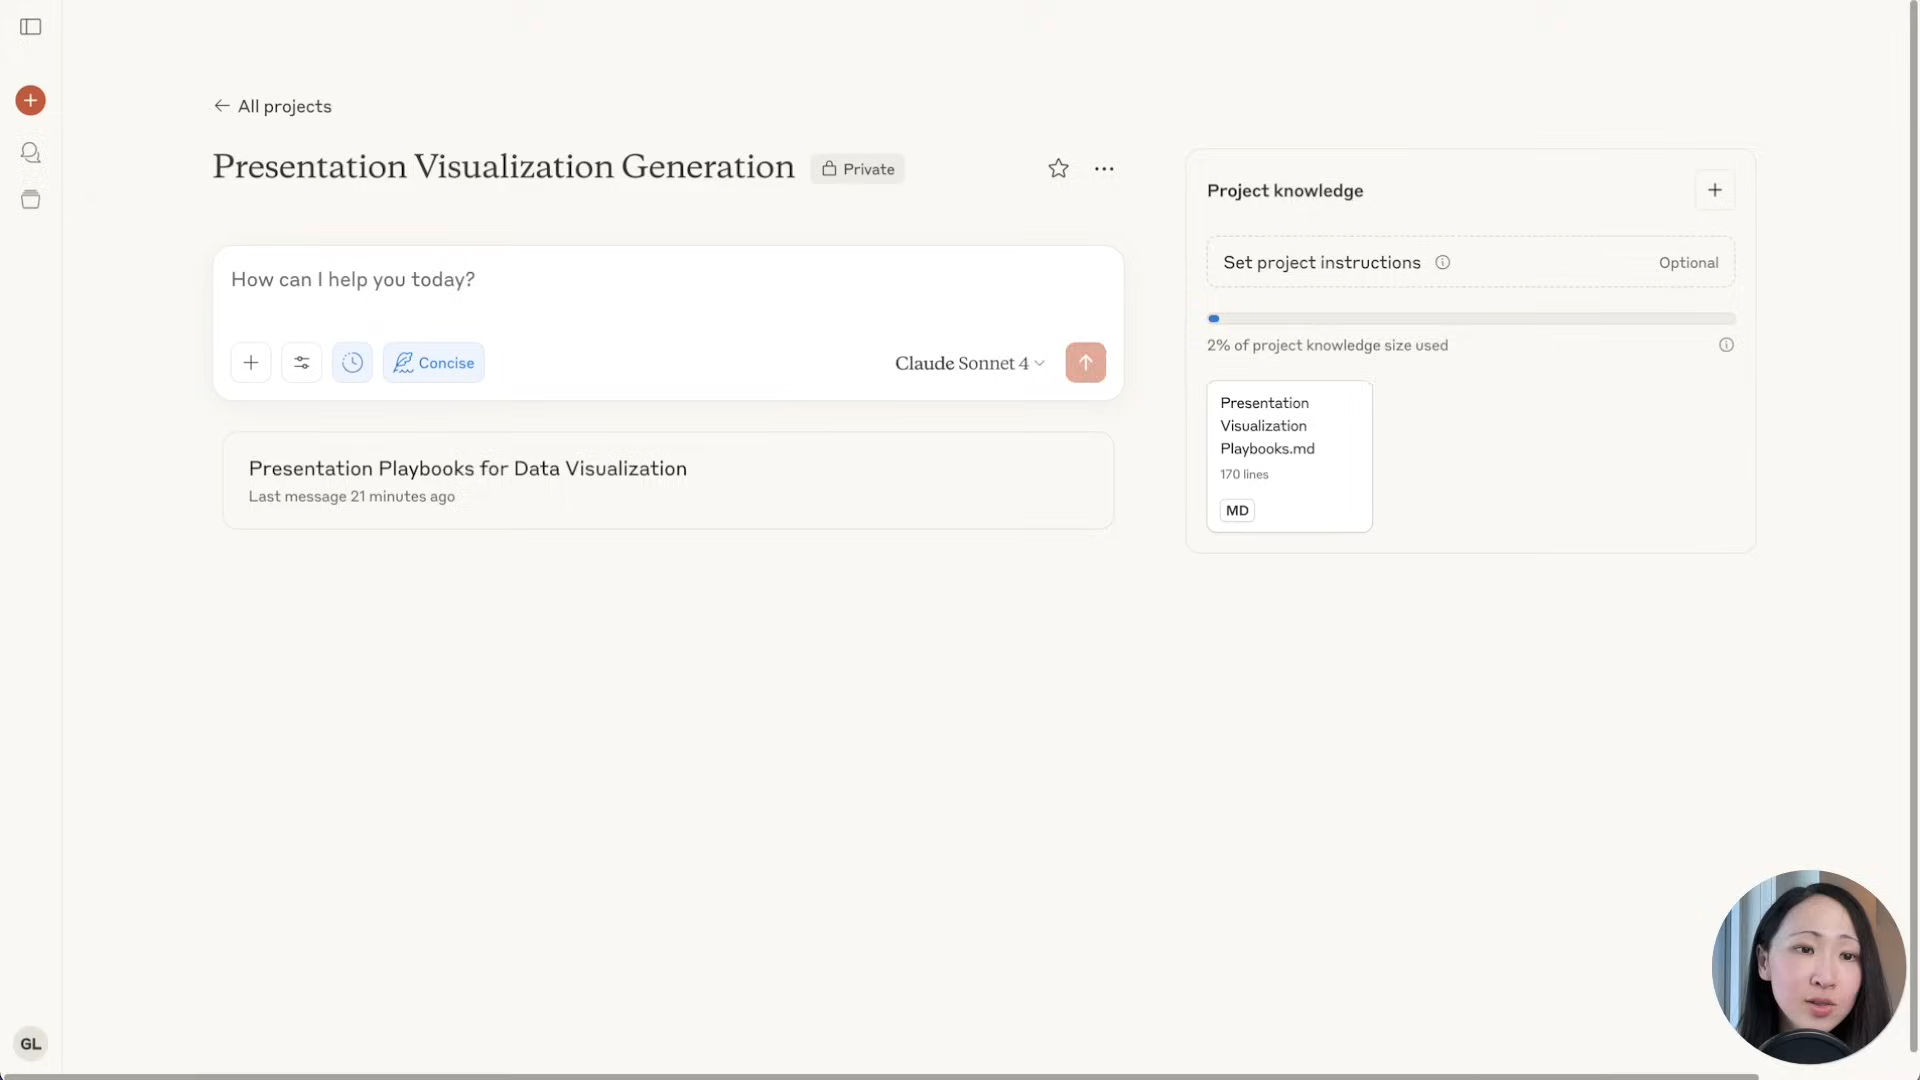 All projects
Presentation Visualization Generation
Private
How can I help you today?
Concise
Claude Sonnet 4
Presentation Playbooks for Data Visualization
Last message 21 minutes ago
Project knowledge
Set project instructions
Optional
2% of project knowledge size used
Presentation
Visualization
Playbooks.md
170 lines
MD
GL